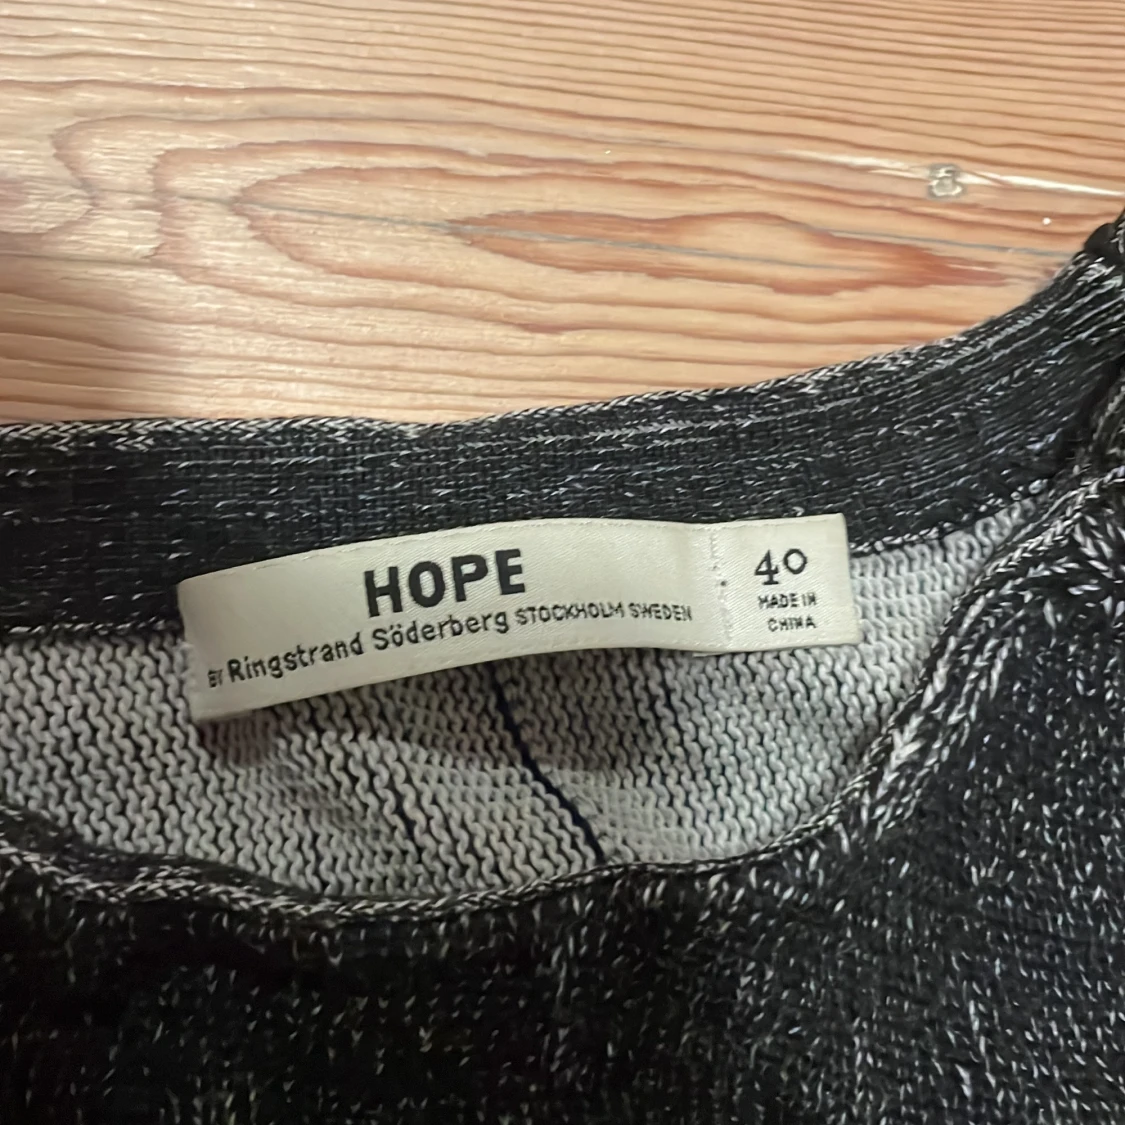 HOPE
BY Ringstrand Söderberg STOCKHOLM SWEDEN
40
MADE IN
CHINA